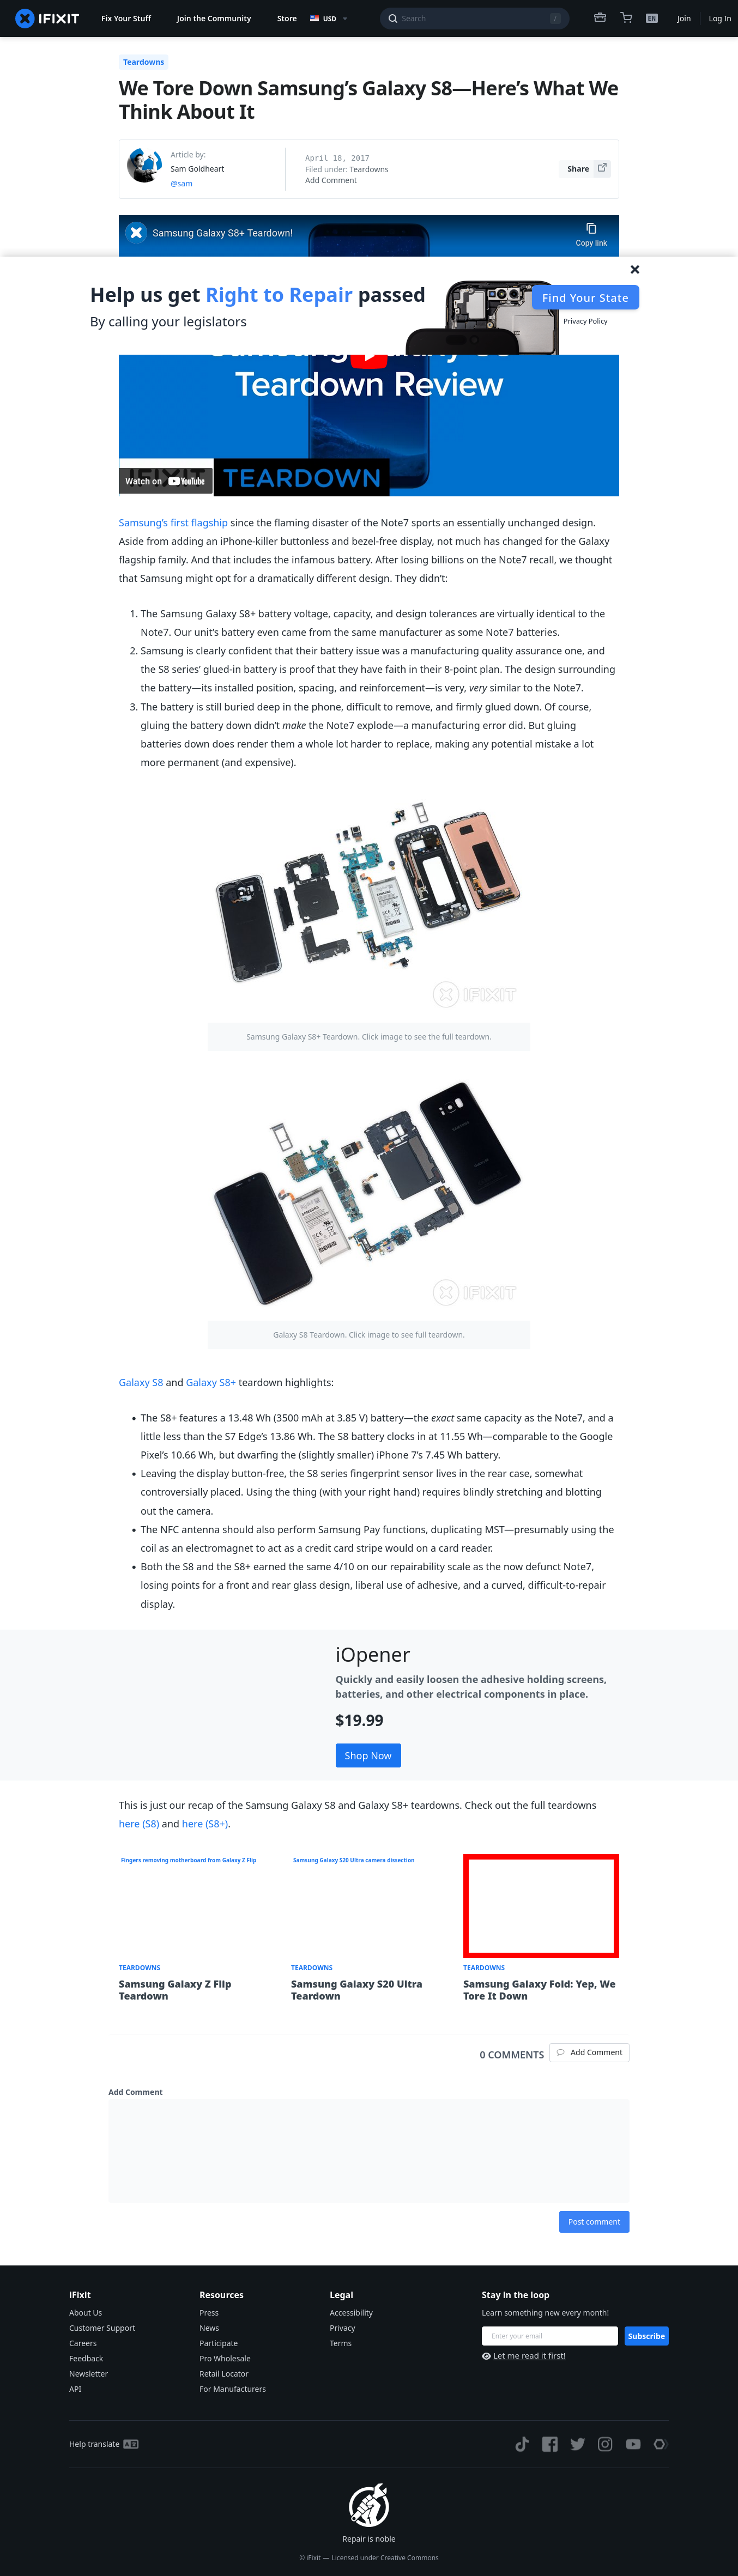 IFIXIT
Fix Your Stuff
Join the Community
Store
USD
Search
/
EN
Join
Log In
Teardowns
We Tore Down Samsung’s Galaxy S8—Here’s What We
Think About It
Article by:
Sam Goldheart
@sam
April 18, 2017
Filed under: Teardowns
Add Comment
Share
Samsung Galaxy S8+ Teardown!
Copy link
Help us get Right to Repair passed
By calling your legislators
Find Your State
Privacy Policy
Teardown Review
TEARDOWN
Watch on YouTube
Samsung’s first flagship since the flaming disaster of the Note7 sports an essentially unchanged design.
Aside from adding an iPhone-killer buttonless and bezel-free display, not much has changed for the Galaxy
flagship family. And that includes the infamous battery. After losing billions on the Note7 recall, we thought
that Samsung might opt for a dramatically different design. They didn’t:
1. The Samsung Galaxy S8+ battery voltage, capacity, and design tolerances are virtually identical to the
Note7. Our unit’s battery even came from the same manufacturer as some Note7 batteries.
2. Samsung is clearly confident that their battery issue was a manufacturing quality assurance one, and
the S8 series’ glued-in battery is proof that they have faith in their 8-point plan. The design surrounding
the battery—its installed position, spacing, and reinforcement—is very, very similar to the Note7.
3. The battery is still buried deep in the phone, difficult to remove, and firmly glued down. Of course,
gluing the battery down didn’t make the Note7 explode—a manufacturing error did. But gluing
batteries down does render them a whole lot harder to replace, making any potential mistake a lot
more permanent (and expensive).
IFIXIT
Samsung Galaxy S8+ Teardown. Click image to see the full teardown.
IFIXIT
Galaxy S8 Teardown. Click image to see full teardown.
Galaxy S8 and Galaxy S8+ teardown highlights:
• The S8+ features a 13.48 Wh (3500 mAh at 3.85 V) battery—the exact same capacity as the Note7, and a
little less than the S7 Edge’s 13.86 Wh. The S8 battery clocks in at 11.55 Wh—comparable to the Google
Pixel’s 10.66 Wh, but dwarfing the (slightly smaller) iPhone 7’s 7.45 Wh battery.
• Leaving the display button-free, the S8 series fingerprint sensor lives in the rear case, somewhat
controversially placed. Using the thing (with your right hand) requires blindly stretching and blotting
out the camera.
• The NFC antenna should also perform Samsung Pay functions, duplicating MST—presumably using the
coil as an electromagnet to act as a credit card stripe would on a card reader.
• Both the S8 and the S8+ earned the same 4/10 on our repairability scale as the now defunct Note7,
losing points for a front and rear glass design, liberal use of adhesive, and a curved, difficult-to-repair
display.
iOpener
Quickly and easily loosen the adhesive holding screens,
batteries, and other electrical components in place.
$19.99
Shop Now
This is just our recap of the Samsung Galaxy S8 and Galaxy S8+ teardowns. Check out the full teardowns
here (S8) and here (S8+).
Fingers removing motherboard from Galaxy Z Flip
Samsung Galaxy S20 Ultra camera dissection
TEARDOWNS
Samsung Galaxy Z Flip
Teardown
TEARDOWNS
Samsung Galaxy S20 Ultra
Teardown
TEARDOWNS
Samsung Galaxy Fold: Yep, We
Tore It Down
0 COMMENTS
Add Comment
Add Comment
Post comment
iFixit
About Us
Customer Support
Careers
Feedback
Newsletter
API
Resources
Press
News
Participate
Pro Wholesale
Retail Locator
For Manufacturers
Legal
Accessibility
Privacy
Terms
Stay in the loop
Learn something new every month!
Enter your email
Subscribe
Let me read it first!
Help translate
Repair is noble
© iFixit — Licensed under Creative Commons